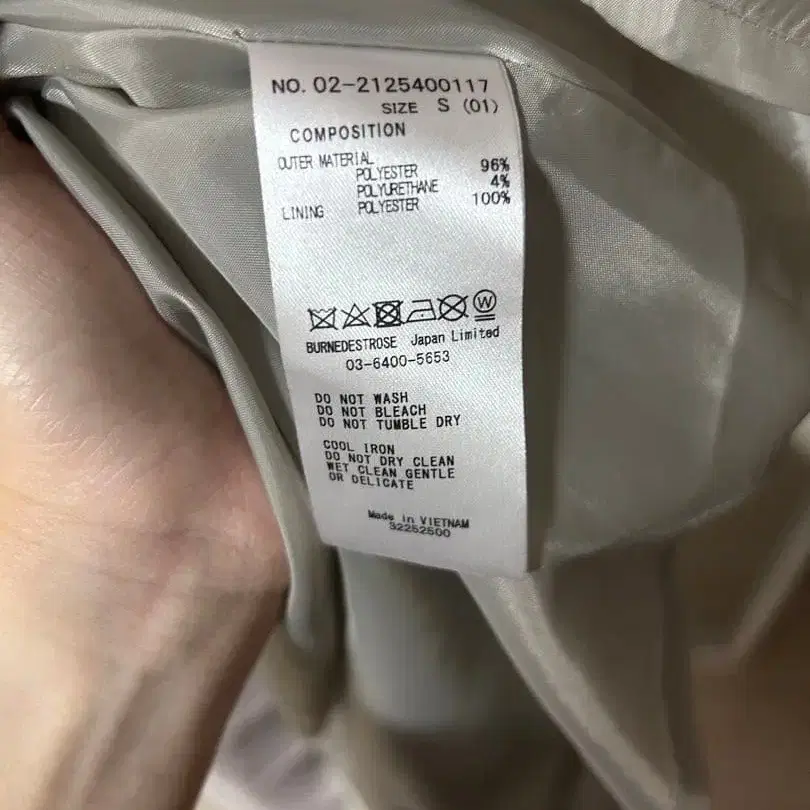 NO. 02-2125400117
SIZE S (01)
COMPOSITION
OUTER MATERIAL
POLYESTER 96%
POLYURETHANE 4%
LINING POLYESTER 100%
W
BURNEDESTROSE Japan Limited
03-6400-5653
DO NOT WASH
DO NOT BLEACH
DO NOT TUMBLE DRY
COOL IRON
DO NOT DRY CLEAN
WET CLEAN GENTLE
OR DELICATE
Made in VIETNAM
32252500